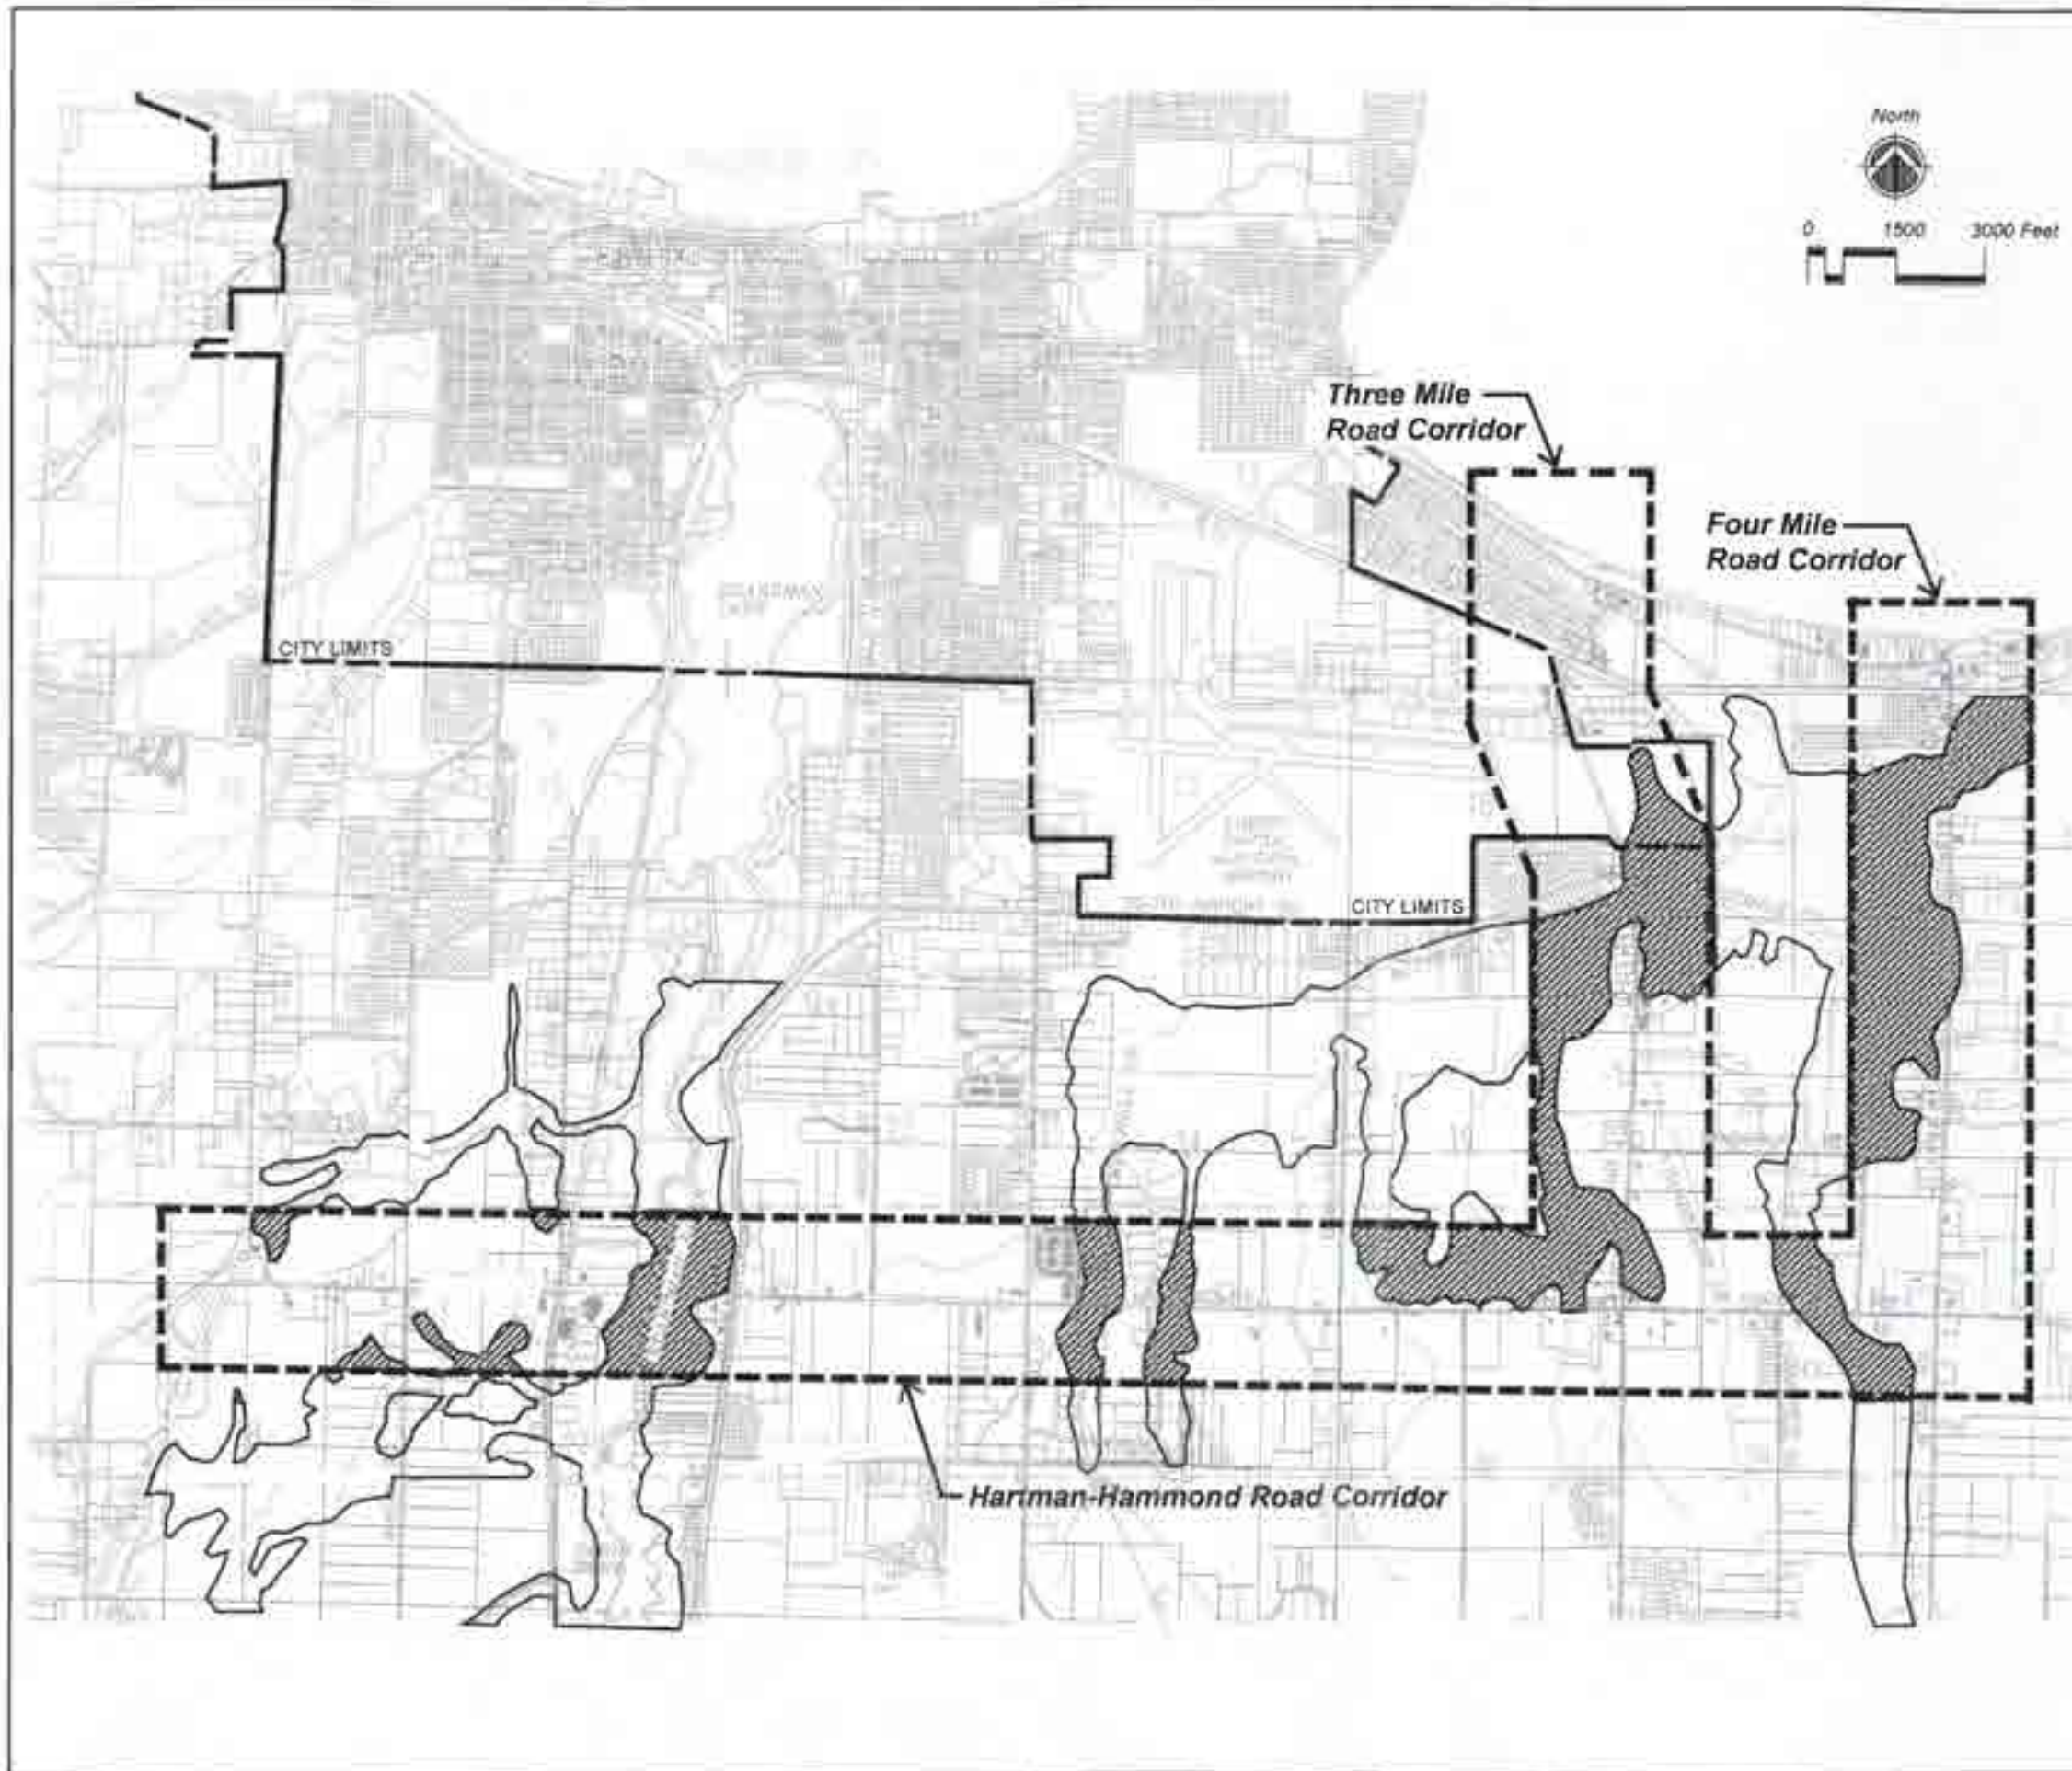 North
0 1500 3000 Feet
Three Mile
Road Corridor
Four Mile
Road Corridor
CITY LIMITS
CITY LIMITS
Hartman-Hammond Road Corridor